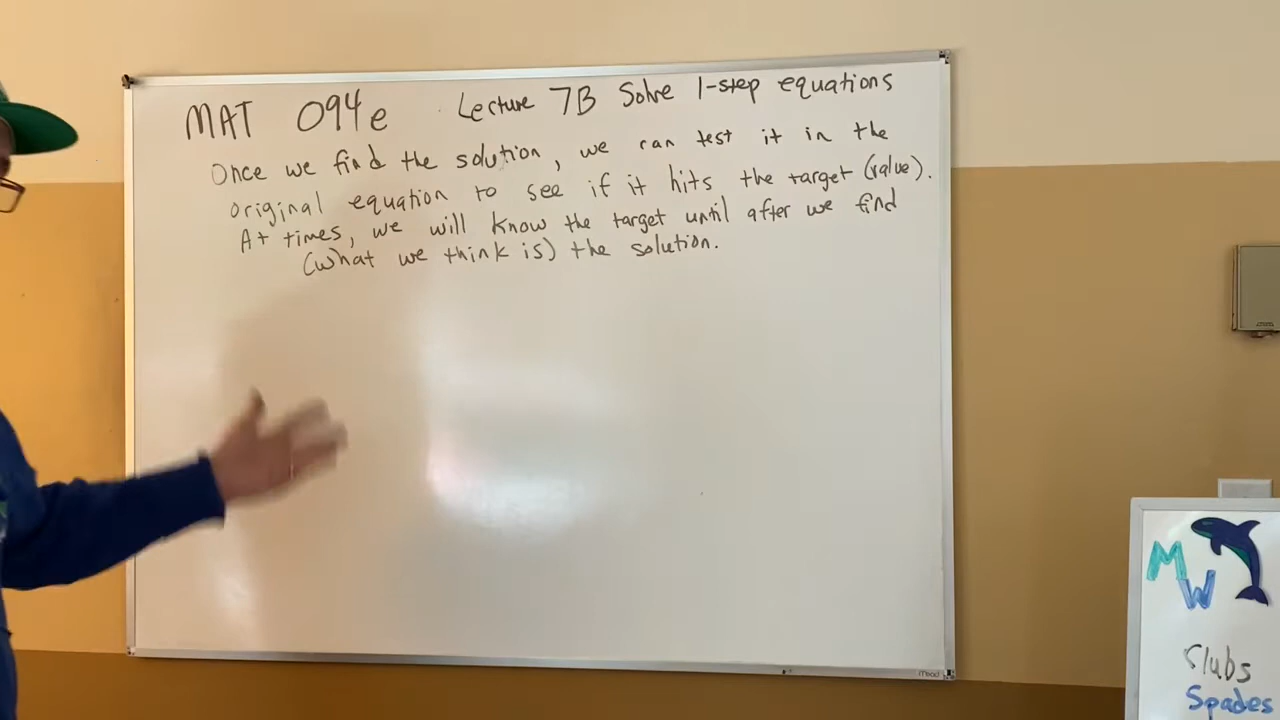 MAT 094e Lecture 7B Solve 1-step equations
Once we find the solution, we can test it in the
original equation to see if it hits the target (value).
At times, we will know the target until after we find
(what we think is) the solution.
Mead
MW
Clubs
Spades